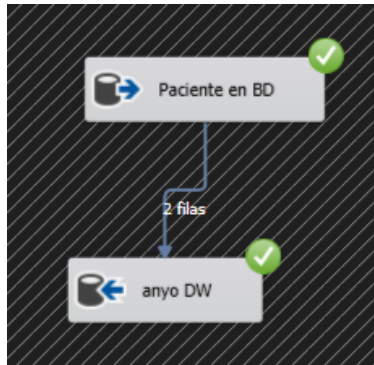 Paciente en BD
2 filas
anyo DW